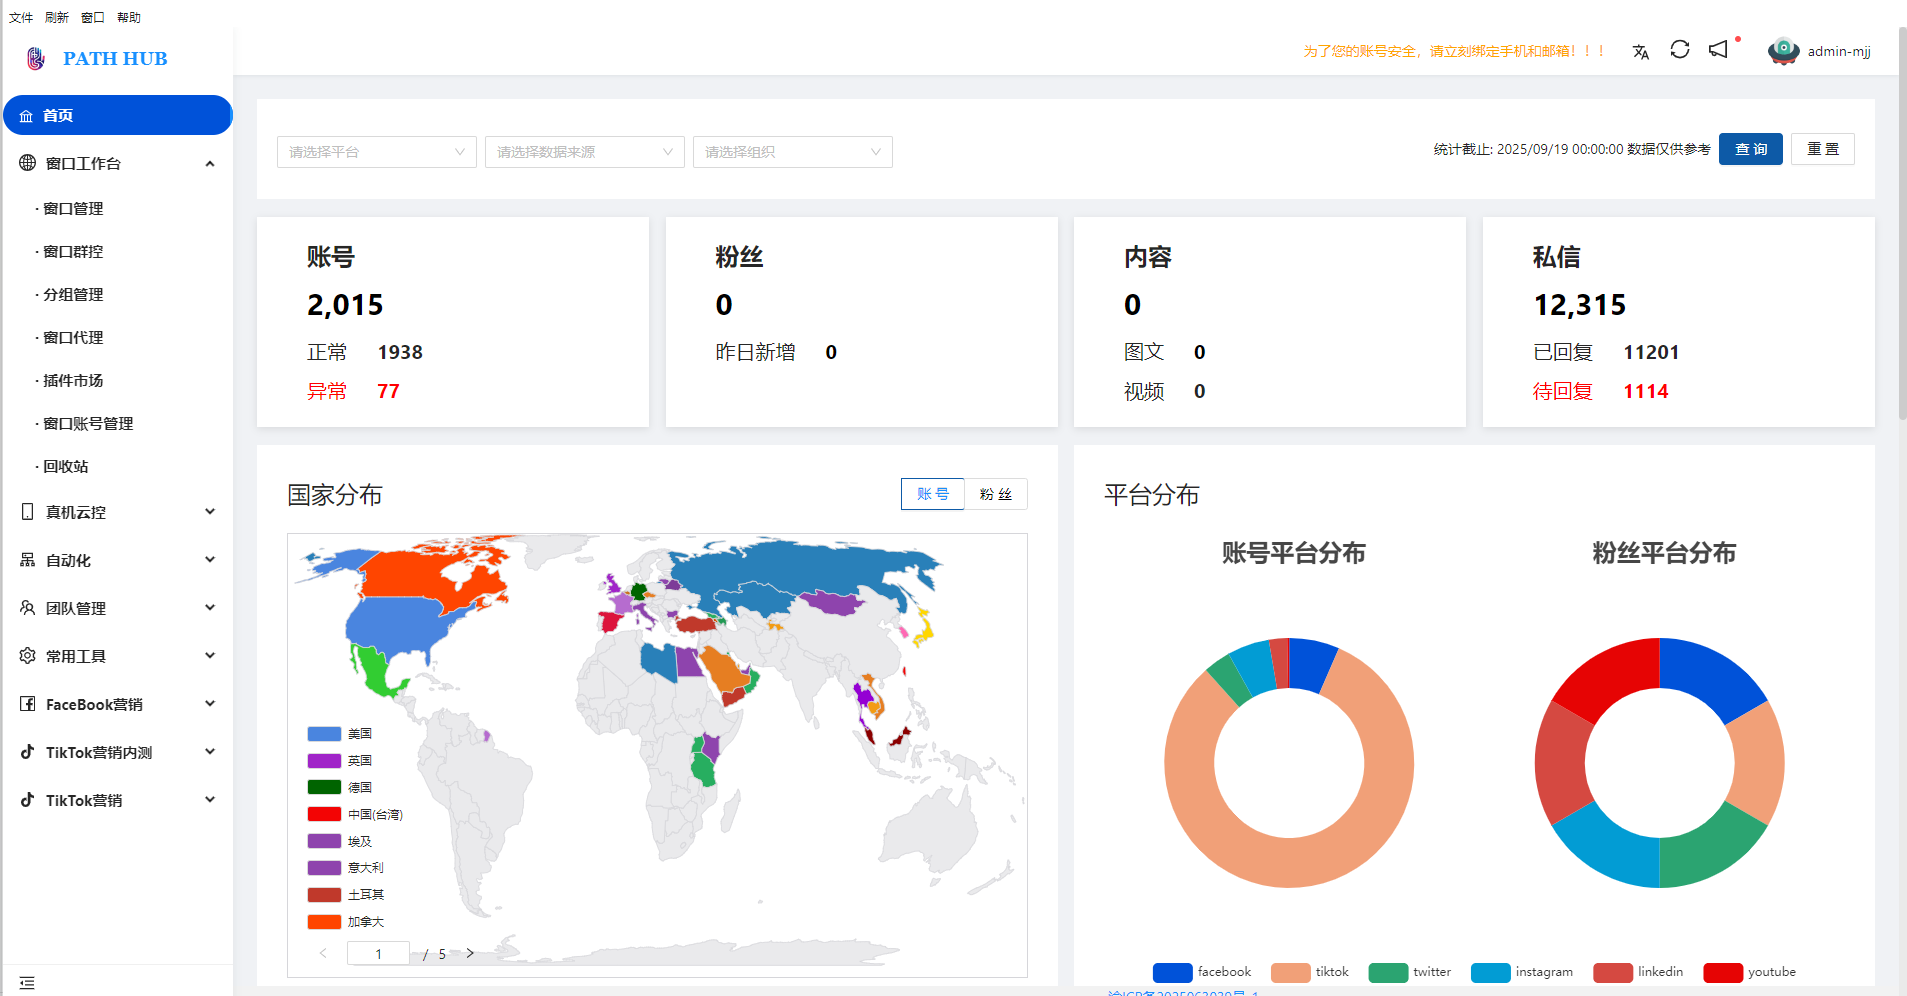 文件 刷新 窗口 帮助
PATH HUB
为了您的账号安全，请立刻绑定手机和邮箱！！！
admin-mjj
首页
窗口工作台
· 窗口管理
· 窗口群控
· 分组管理
· 窗口代理
· 插件市场
· 窗口账号管理
· 回收站
真机云控
自动化
团队管理
常用工具
FaceBook营销
TikTok营销内测
TikTok营销
请选择平台 请选择数据来源 请选择组织
统计截止: 2025/09/19 00:00:00 数据仅供参考 查 询 重 置
账号
2,015
正常 1938
异常 77
粉丝
0
昨日新增 0
内容
0
图文 0
视频 0
私信
12,315
已回复 11201
待回复 1114
国家分布
账 号 粉 丝
美国
英国
德国
中国(台湾)
埃及
意大利
土耳其
加拿大
1 / 5
平台分布
账号平台分布
粉丝平台分布
facebook tiktok twitter instagram linkedin youtube